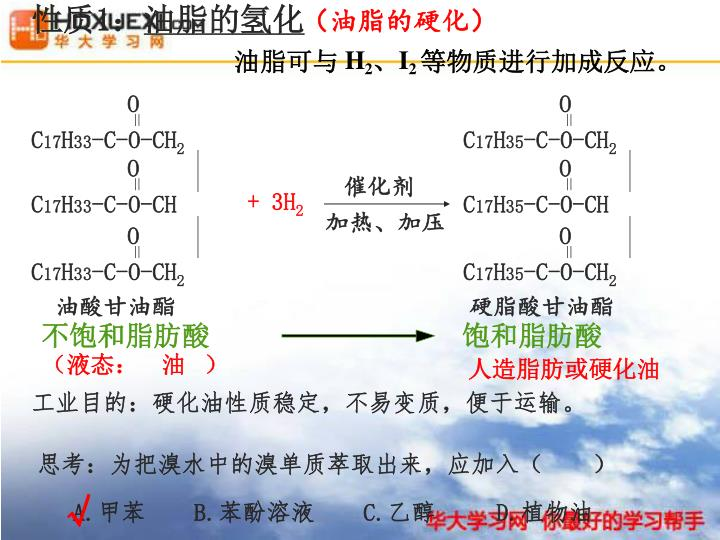 性质1：油脂的氢化（油脂的硬化）
HUAXUEXI.COM
华大学习网
油脂可与 H2、I2 等物质进行加成反应。
O O
C17H33-C-O-CH2 C17H35-C-O-CH2
O O
C17H33-C-O-CH + 3H2 催化剂 加热、加压 C17H35-C-O-CH
O O
C17H33-C-O-CH2 C17H35-C-O-CH2
油酸甘油酯 硬脂酸甘油酯
不饱和脂肪酸 饱和脂肪酸
（液态： 油 ） 人造脂肪或硬化油
工业目的：硬化油性质稳定，不易变质，便于运输。
思考：为把溴水中的溴单质萃取出来，应加入（ ）
A.甲苯 B.苯酚溶液 C.乙醇 D.植物油
华大学习网 你最好的学习帮手